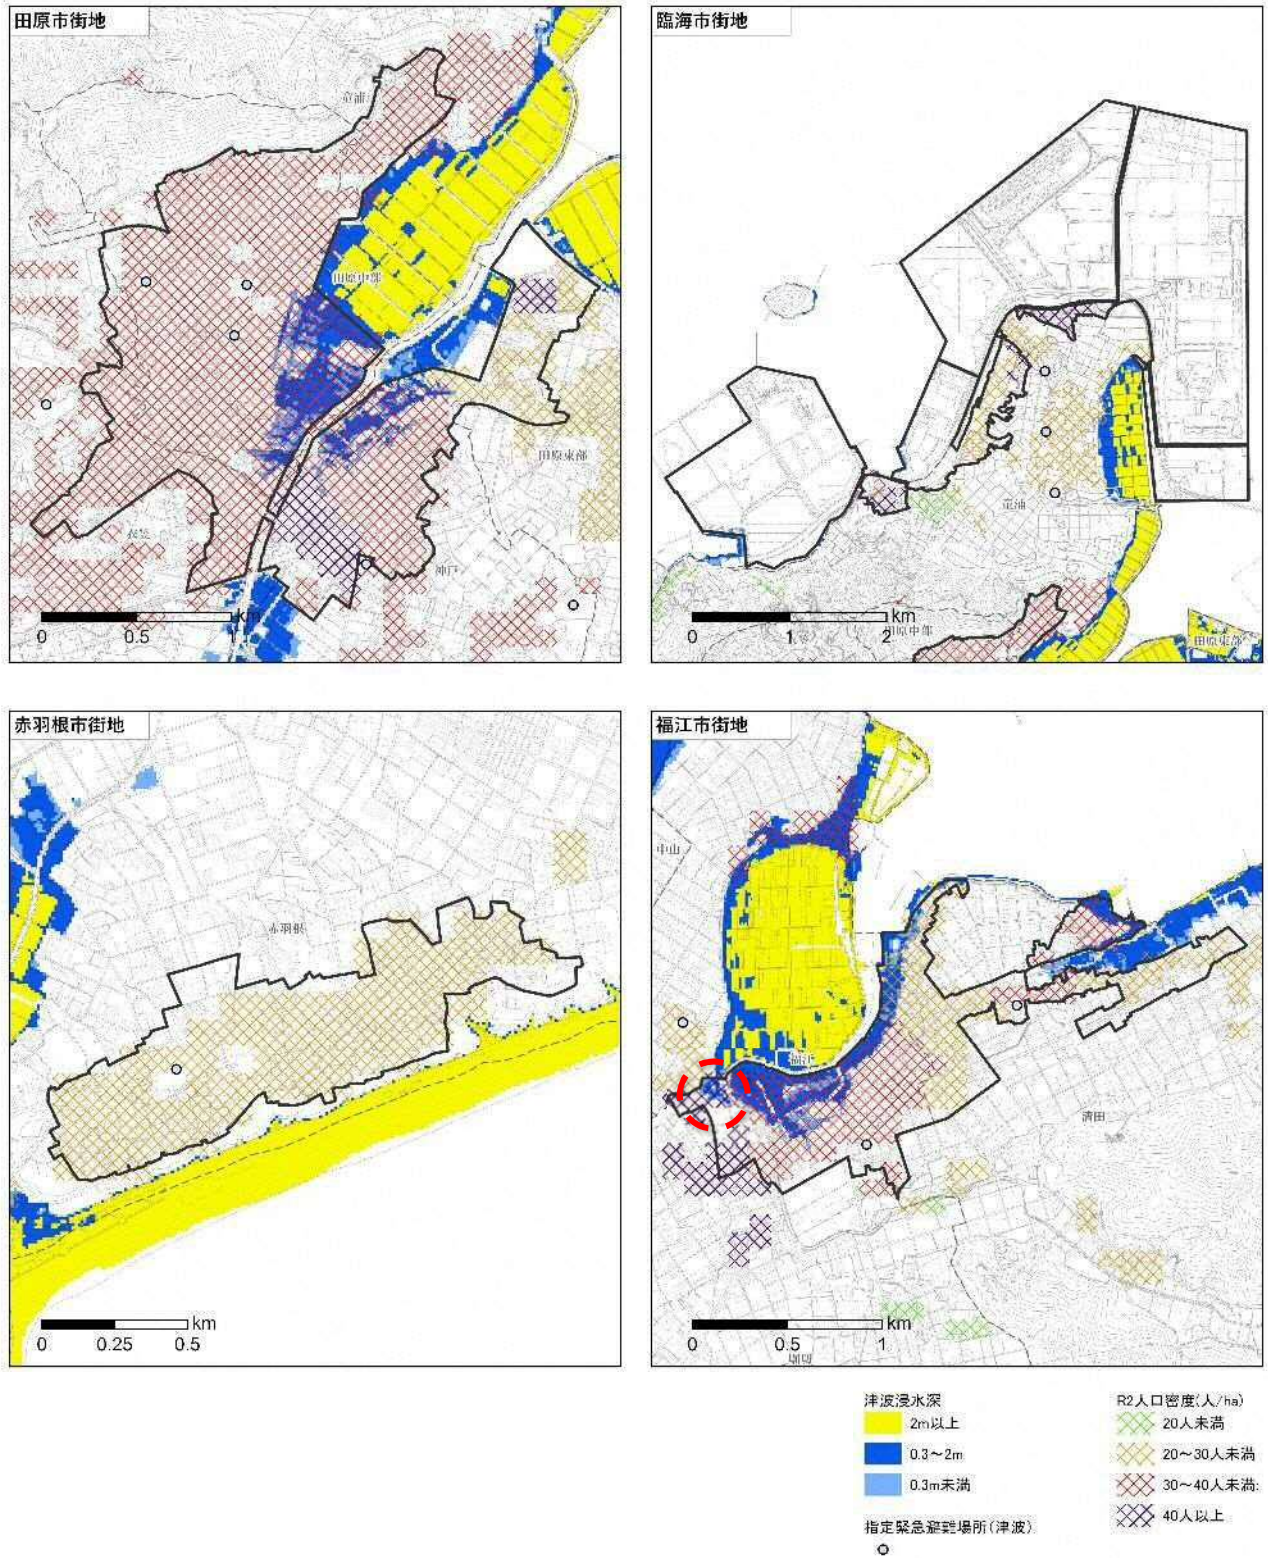 田原市街地
童浦
田原中部
田原東部
衣笠
神戸
km
0 0.5 1
臨海市街地
童浦
田原中部
田原東部
km
0 1 2
赤羽根市街地
赤羽根
km
0 0.25 0.5
福江市街地
中山
福江
清田
堀切
km
0 0.5 1
津波浸水深
2m以上
0.3～2m
0.3m未満
指定緊急避難場所(津波)
R2人口密度(人/ha)
20人未満
20～30人未満
30～40人未満:
40人以上